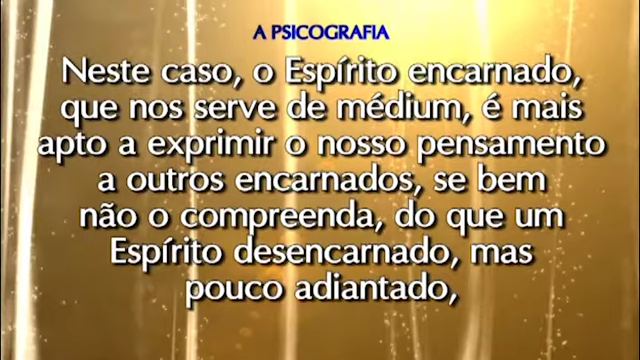 A PSICOGRAFIA
Neste caso, o Espírito encarnado,
que nos serve de médium, é mais
apto a exprimir o nosso pensamento
a outros encarnados, se bem
não o compreenda, do que um
Espírito desencarnado, mas
pouco adiantado,